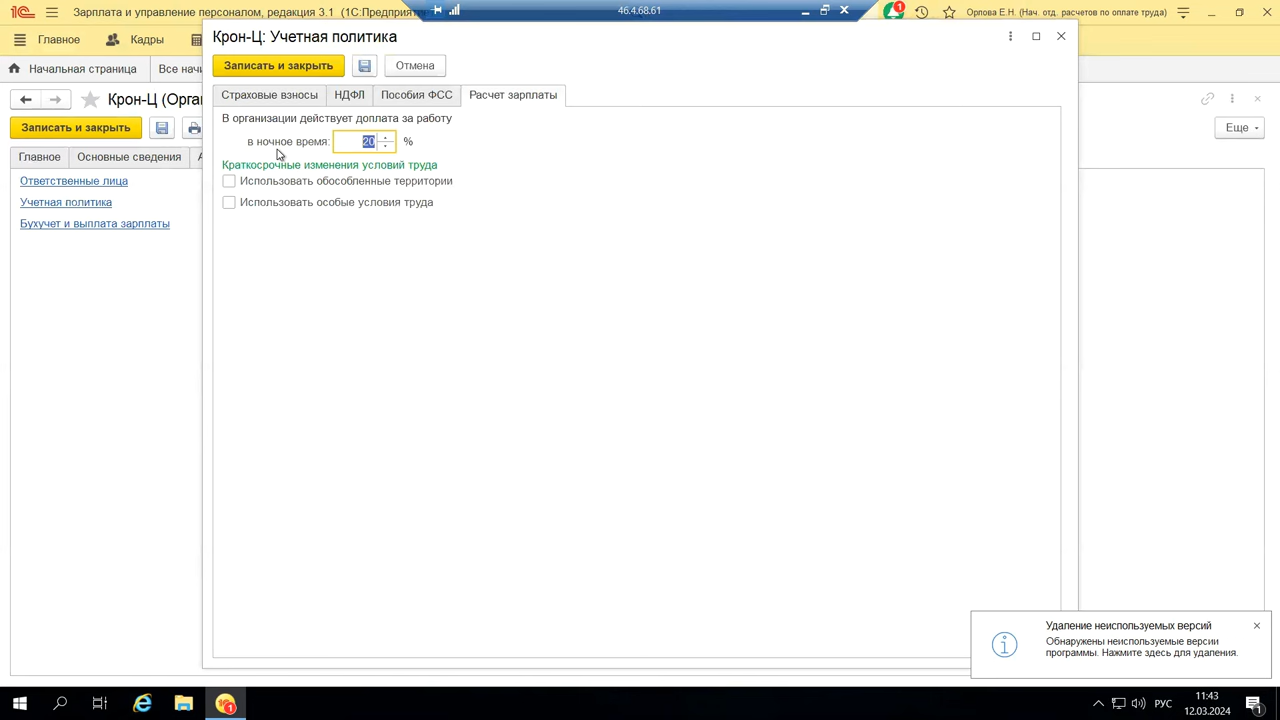 Зарплата и управление персоналом, редакция 3.1 (1С:Предприятие
46.4.68.61
1
Орлова Е.Н. (Нач. отд. расчетов по оплате труда)
Главное
Кадры
Начальная страница
Все начи
Крон-Ц (Орган
Записать и закрыть
Еще
Главное
Основные сведения
Ответственные лица
Учетная политика
Бухучет и выплата зарплаты
Крон-Ц: Учетная политика
Записать и закрыть
Отмена
Страховые взносы
НДФЛ
Пособия ФСС
Расчет зарплаты
В организации действует доплата за работу
в ночное время: 20 %
Краткосрочные изменения условий труда
Использовать обособленные территории
Использовать особые условия труда
Удаление неиспользуемых версий
Обнаружены неиспользуемые версии
программы. Нажмите здесь для удаления.
1
РУС
11:43
12.03.2024
1